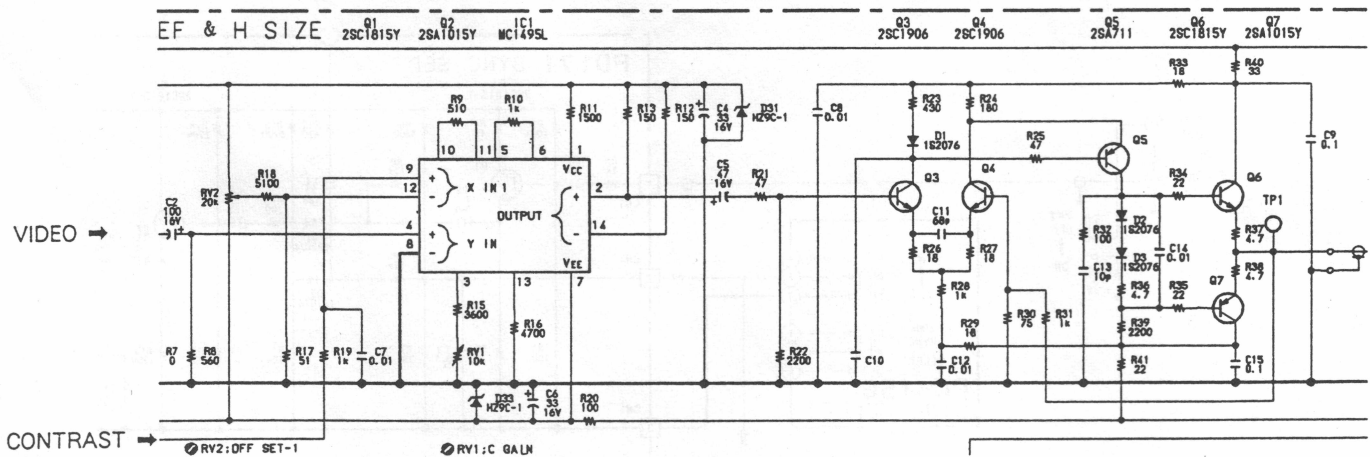 EF & H SIZE
Q1
2SC1815Y
Q2
2SA1015Y
IC1
MC1495L
Q3
2SC1906
Q4
2SC1906
Q5
2SA711
Q6
2SC1815Y
Q7
2SA1015Y
R33
18
R40
33
R9
510
R10
1k
R11
1500
R13
150
R12
150
C4
33
16V
D31
HZ9C-1
C8
0.01
R23
430
R24
180
D1
1S2076
R25
47
Q5
C9
0.1
10
11
5
6
1
VCC
9
12
+
-
X IN 1
OUTPUT
+
-
2
14
4
8
+
-
Y IN
VEE
3
13
7
RV2
20k
R18
5100
C2
100
16V
+
VIDEO
C5
47
16V
+
R21
47
Q3
Q4
C11
68p
R26
18
R27
18
R28
1k
R29
18
R34
22
Q6
TP1
D2
1S2076
R32
100
D3
1S2076
C14
0.01
R37
4.7
R38
4.7
C13
10p
R36
4.7
R35
22
Q7
R39
2200
R30
75
R31
1k
R15
3600
R16
4700
RV1
10k
R7
0
R8
560
R17
51
R19
1k
C7
0.01
R22
2200
C10
C12
0.01
R41
22
C15
0.1
D33
HZ9C-1
C6
33
16V
+
R20
100
CONTRAST
RV2:OFF SET-1
RV1:C GAIN